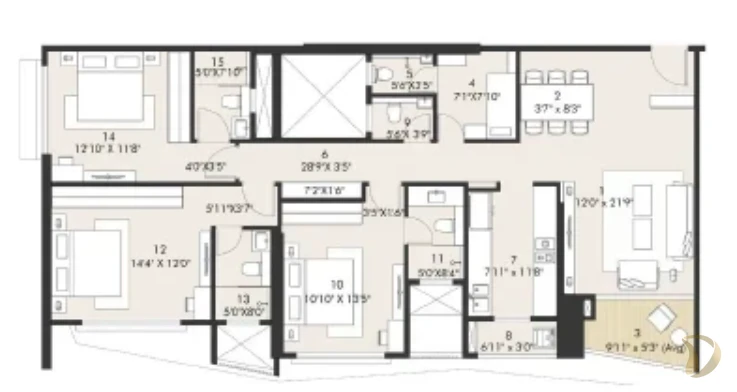 15
5'0"X7'10"
5
5'6"X3'5"
4
7'1"X7'10"
2
3'7" x 8'3"
9
5'6"X 3'9"
14
12'10" X 11'8"
4'0"X3'5"
6
28'9"X 3'5"
7'2"X1'6"
1
12'0" x 21'9"
5'11"X3'7"
3'5"X1'6"
12
14'4" X 12'0"
13
5'0"X8'0"
10
10'10" X 13'5"
11
5'0"X8'4"
7
7'11" x 11'8"
8
6'11" x 3'0"
3
9'11" x 5'3" (Avg)